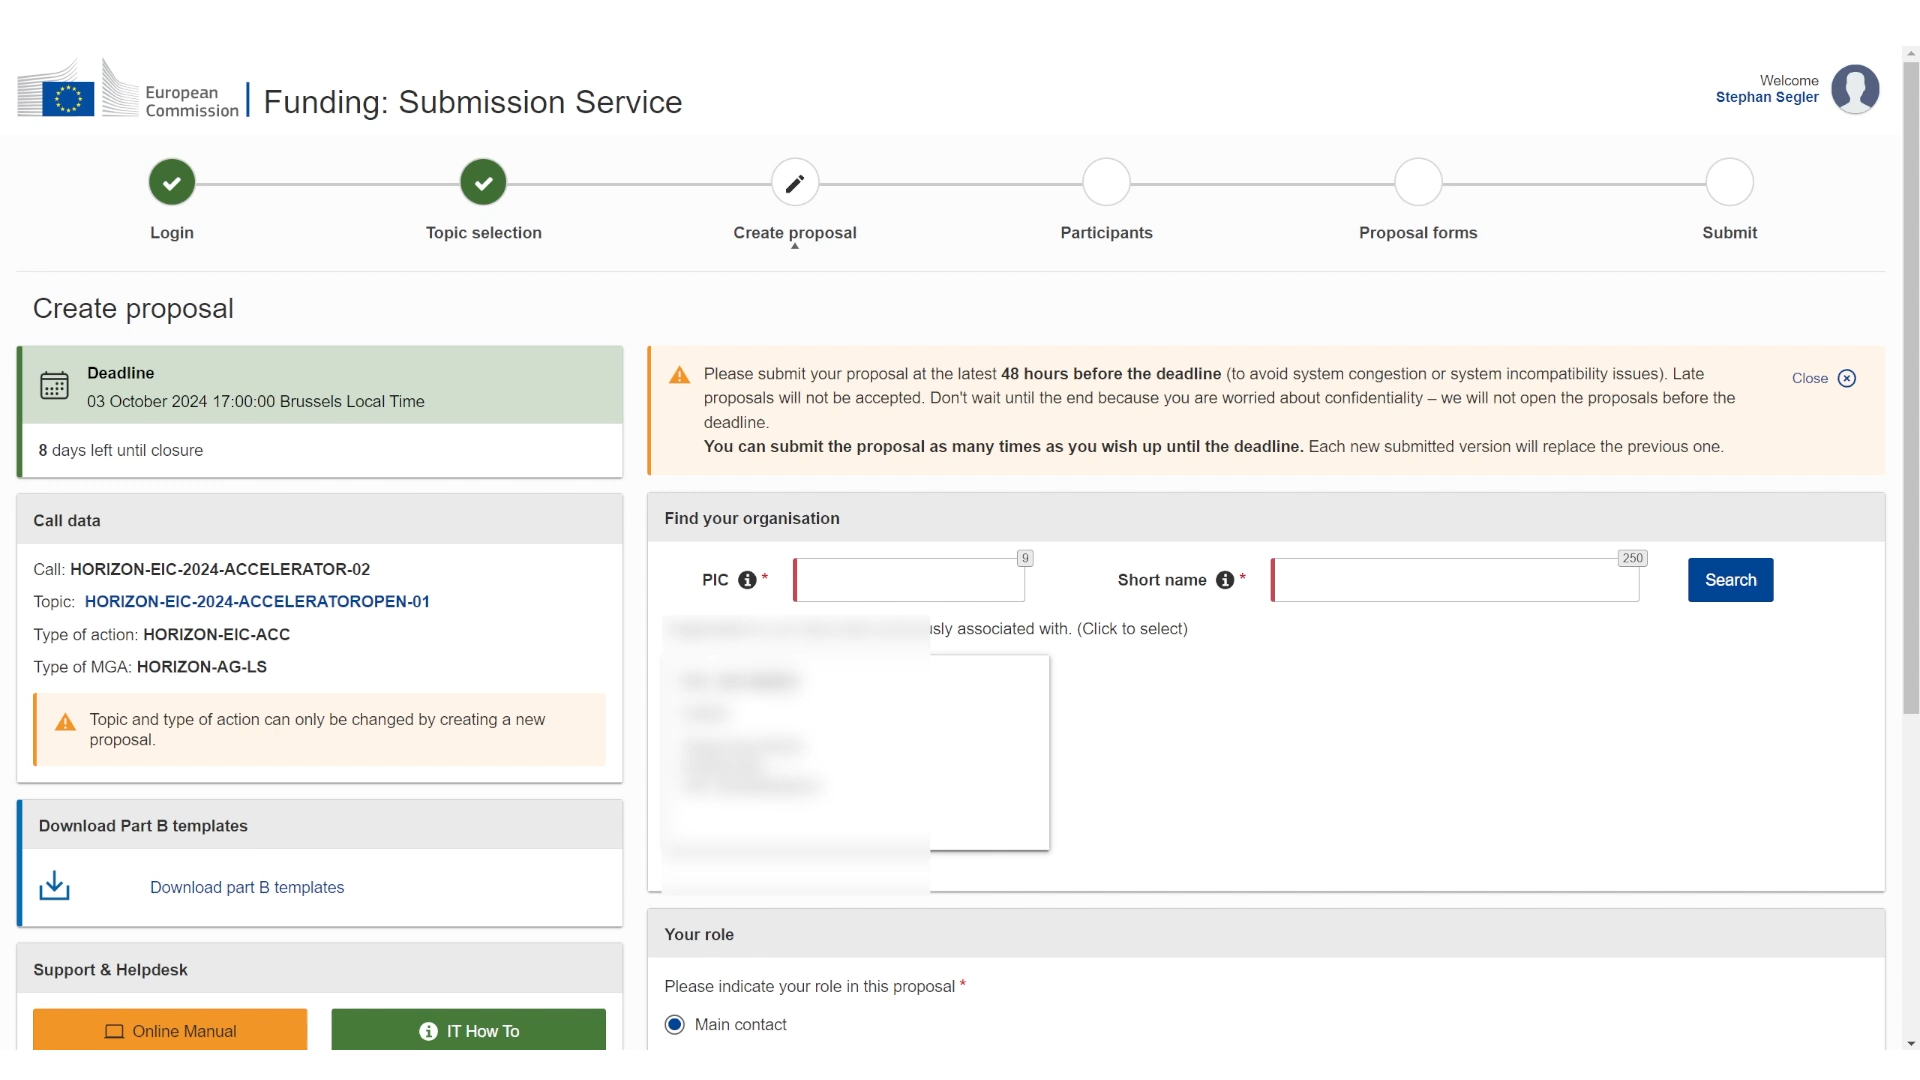 European
Commission
Funding: Submission Service
Welcome
Stephan Segler
Login
Topic selection
Create proposal
Participants
Proposal forms
Submit
Create proposal
Deadline
03 October 2024 17:00:00 Brussels Local Time
8 days left until closure
Please submit your proposal at the latest 48 hours before the deadline (to avoid system congestion or system incompatibility issues). Late
proposals will not be accepted. Don't wait until the end because you are worried about confidentiality – we will not open the proposals before the
deadline.
You can submit the proposal as many times as you wish up until the deadline. Each new submitted version will replace the previous one.
Close
Call data
Call: HORIZON-EIC-2024-ACCELERATOR-02
Topic: HORIZON-EIC-2024-ACCELERATOROPEN-01
Type of action: HORIZON-EIC-ACC
Type of MGA: HORIZON-AG-LS
Topic and type of action can only be changed by creating a new
proposal.
Find your organisation
PIC * 9
Short name * 250
Search
associated with. (Click to select)
Download Part B templates
Download part B templates
Support & Helpdesk
Online Manual
IT How To
Your role
Please indicate your role in this proposal *
Main contact